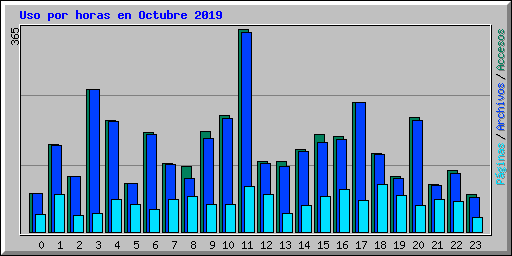 Uso por horas en Octubre 2019
365
Páginas / Archivos / Accesos
0 1 2 3 4 5 6 7 8 9 10 11 12 13 14 15 16 17 18 19 20 21 22 23